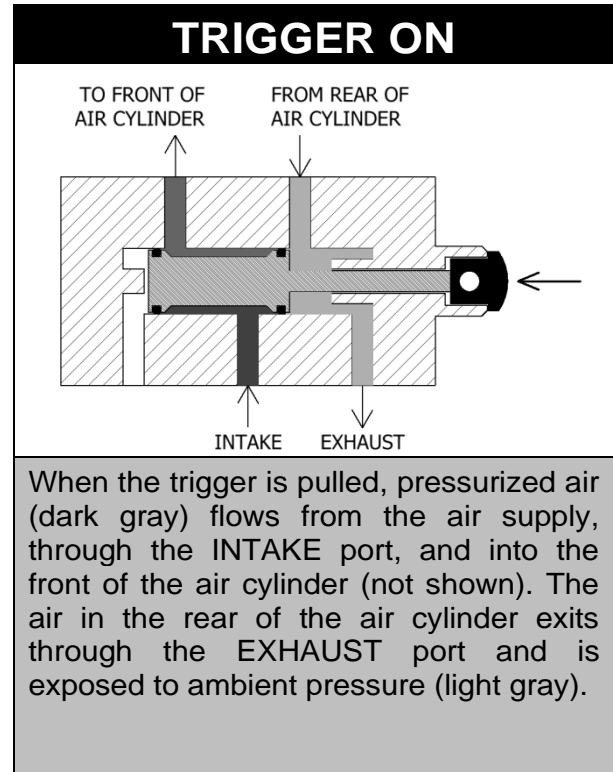 TRIGGER ON
TO FRONT OF
AIR CYLINDER
FROM REAR OF
AIR CYLINDER
INTAKE
EXHAUST
When the trigger is pulled, pressurized air
(dark gray) flows from the air supply,
through the INTAKE port, and into the
front of the air cylinder (not shown). The
air in the rear of the air cylinder exits
through the EXHAUST port and is
exposed to ambient pressure (light gray).